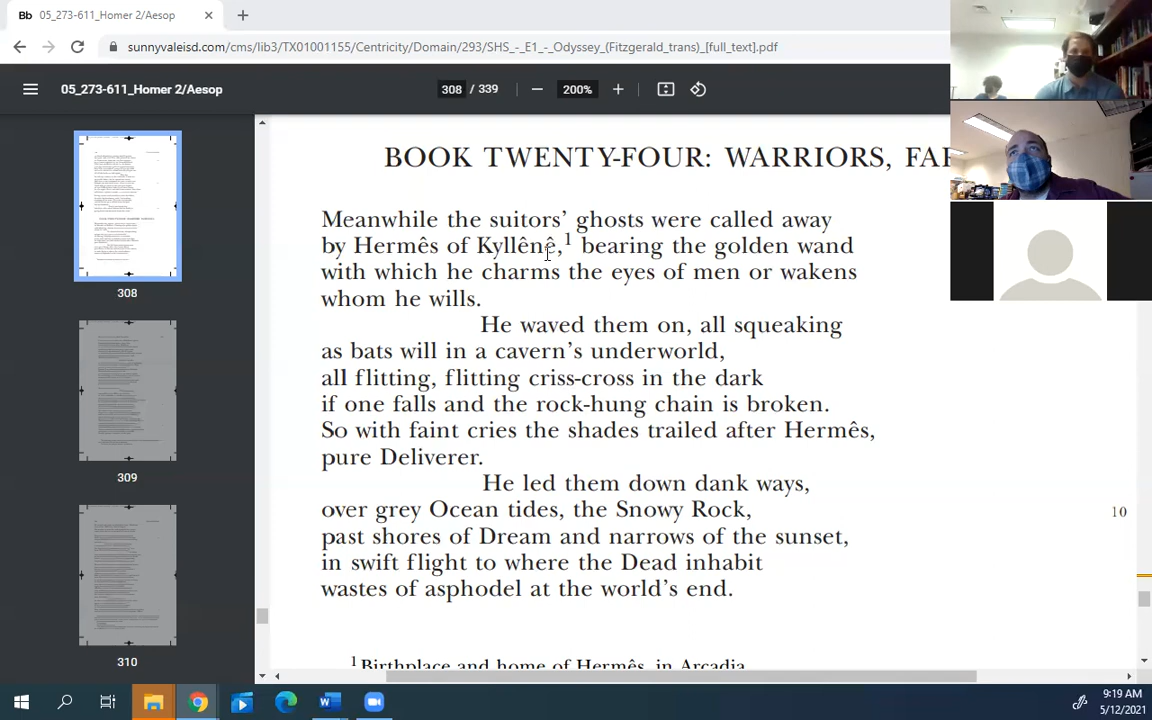 05_273-611_Homer 2/Aesop
sunnyvaleisd.com/cms/lib3/TX01001155/Centricity/Domain/293/SHS_-_E1_-_Odyssey_(Fitzgerald_trans)_[full_text].pdf
05_273-611_Homer 2/Aesop
308 / 339
200%
308
309
310
BOOK TWENTY-FOUR: WARRIORS,
Meanwhile the suitors’ ghosts were called away
by Hermês of Kyllênê,1 bearing the golden wand
with which he charms the eyes of men or wakens
whom he wills.
He waved them on, all squeaking
as bats will in a cavern’s underworld,
all flitting, flitting criss-cross in the dark
if one falls and the rock-hung chain is broken.
So with faint cries the shades trailed after Hermês,
pure Deliverer.
He led them down dank ways,
over grey Ocean tides, the Snowy Rock,
past shores of Dream and narrows of the sunset,
in swift flight to where the Dead inhabit
wastes of asphodel at the world’s end.
10
1 Birthplace and home of Hermês, in Arcadia
9:19 AM
5/12/2021